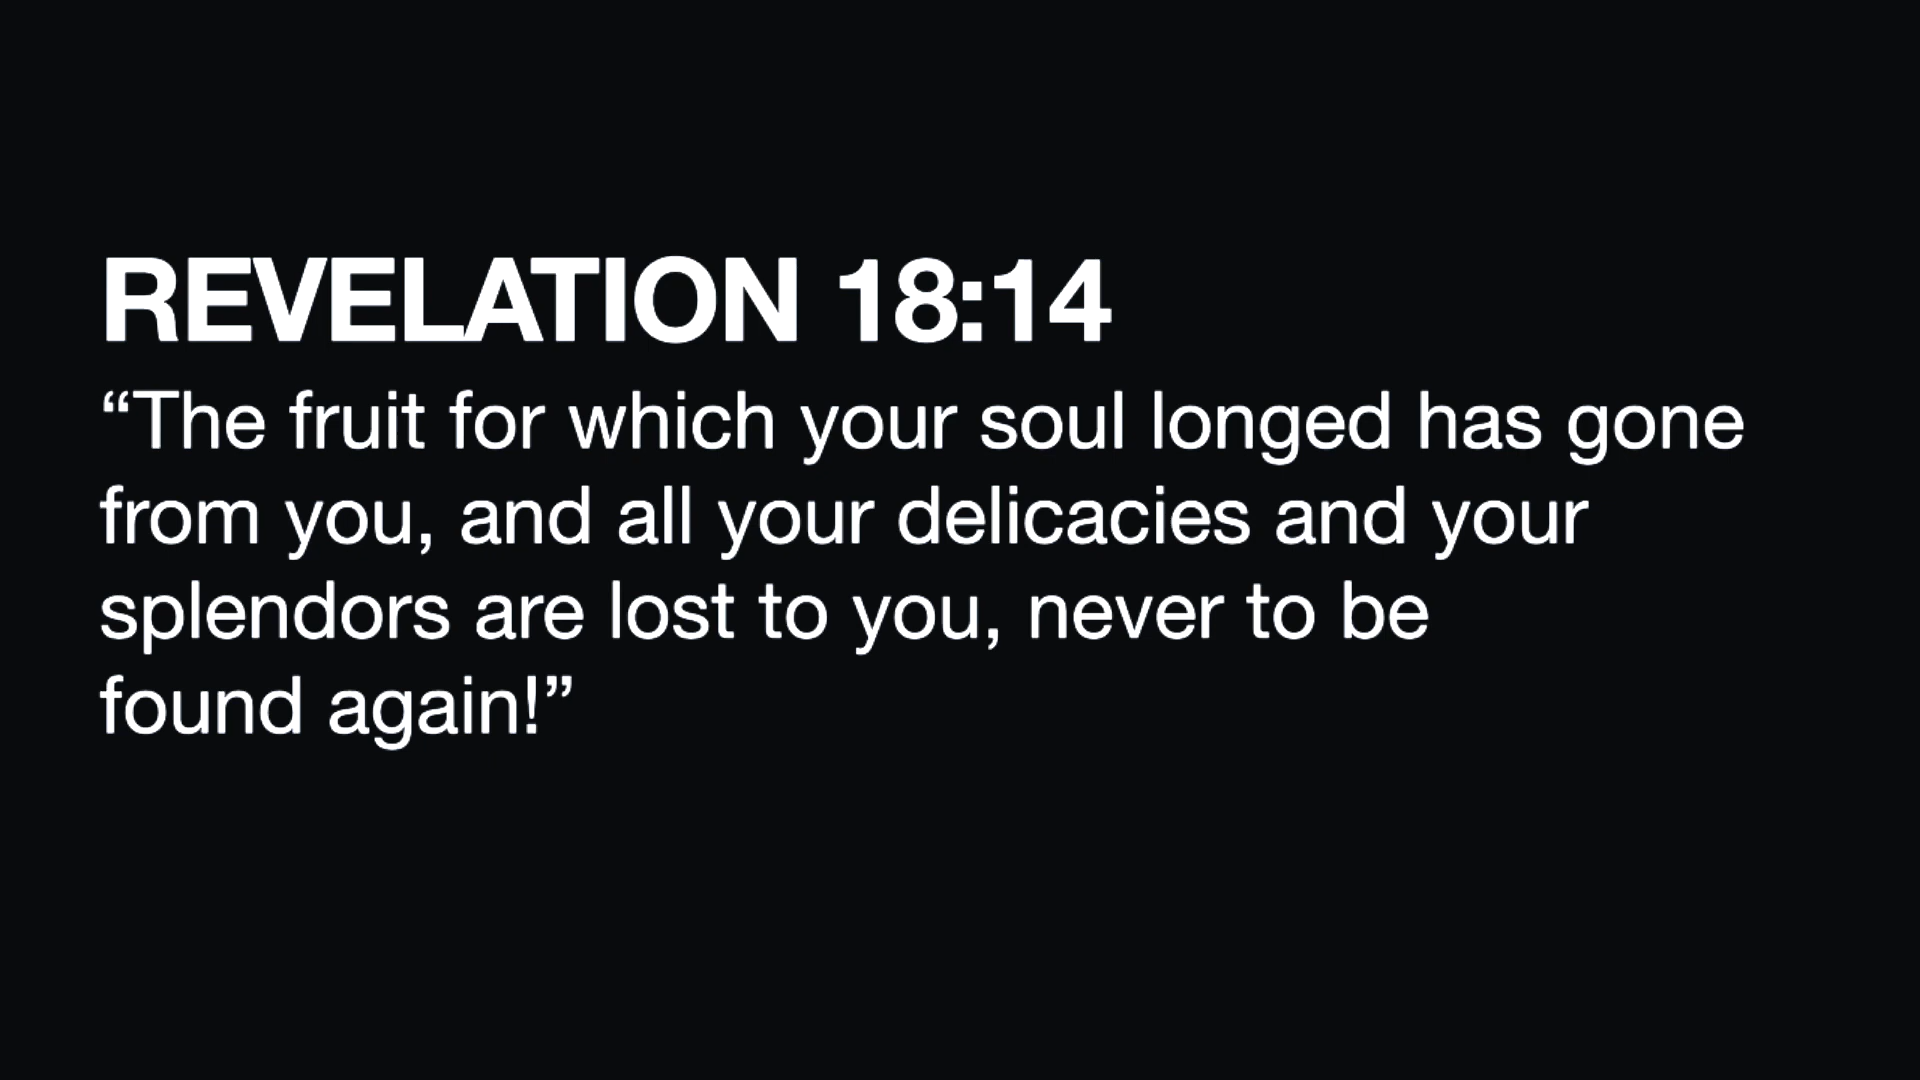 REVELATION 18:14
“The fruit for which your soul longed has gone
from you, and all your delicacies and your
splendors are lost to you, never to be
found again!”